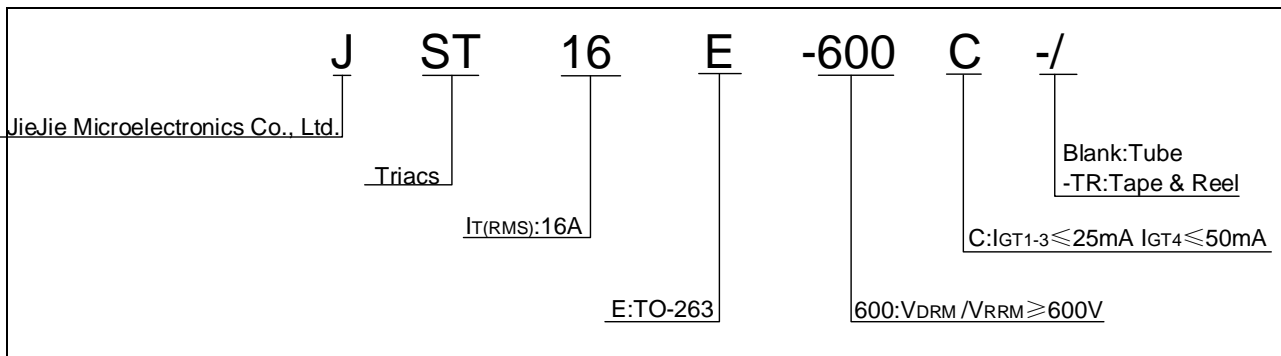 J ST 16 E -600 C -/
JieJie Microelectronics Co., Ltd.
Triacs
IT(RMS):16A
E:TO-263
600:VDRM /VRRM≥600V
C:IGT1-3≤25mA IGT4≤50mA
Blank:Tube
-TR:Tape & Reel